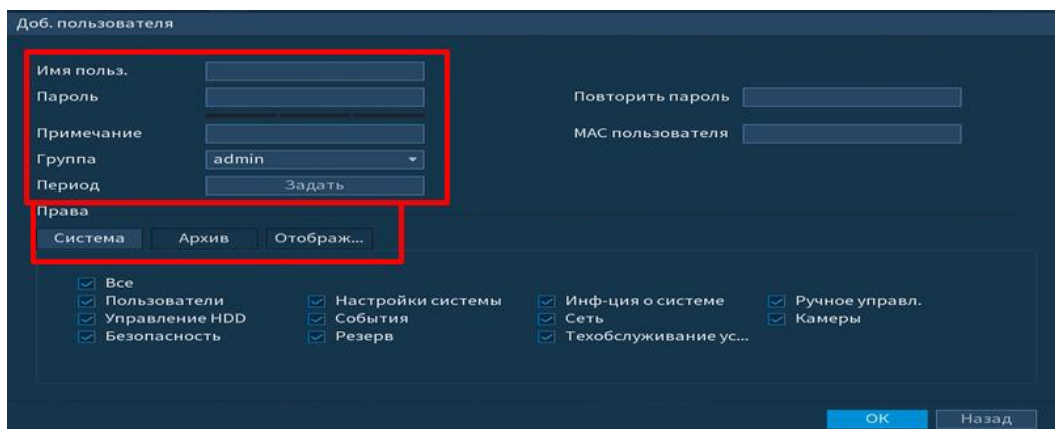 Доб. пользователя
Имя польз.
Пароль
Повторить пароль
Примечание
MAC пользователя
Группа admin
Период Задать
Права
Система Архив Отображ...
Все
Пользователи Настройки системы Инф-ция о системе Ручное управл.
Управление HDD События Сеть Камеры
Безопасность Резерв Техобслуживание ус...
OK Назад